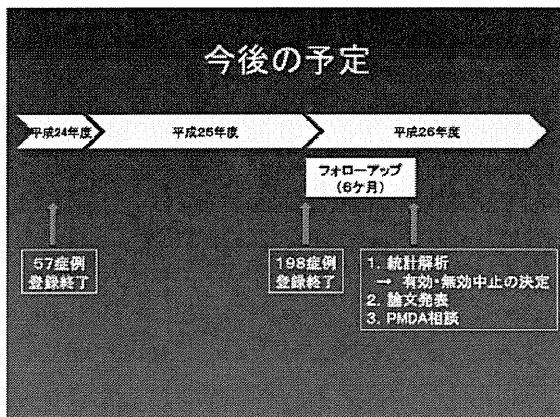 今後の予定
平成24年度
平成25年度
平成26年度
フォローアップ
(6ケ月)
57症例
登録終了
198症例
登録終了
1. 統計解析
→ 有効・無効中止の決定
2. 論文発表
3. PMDA相談